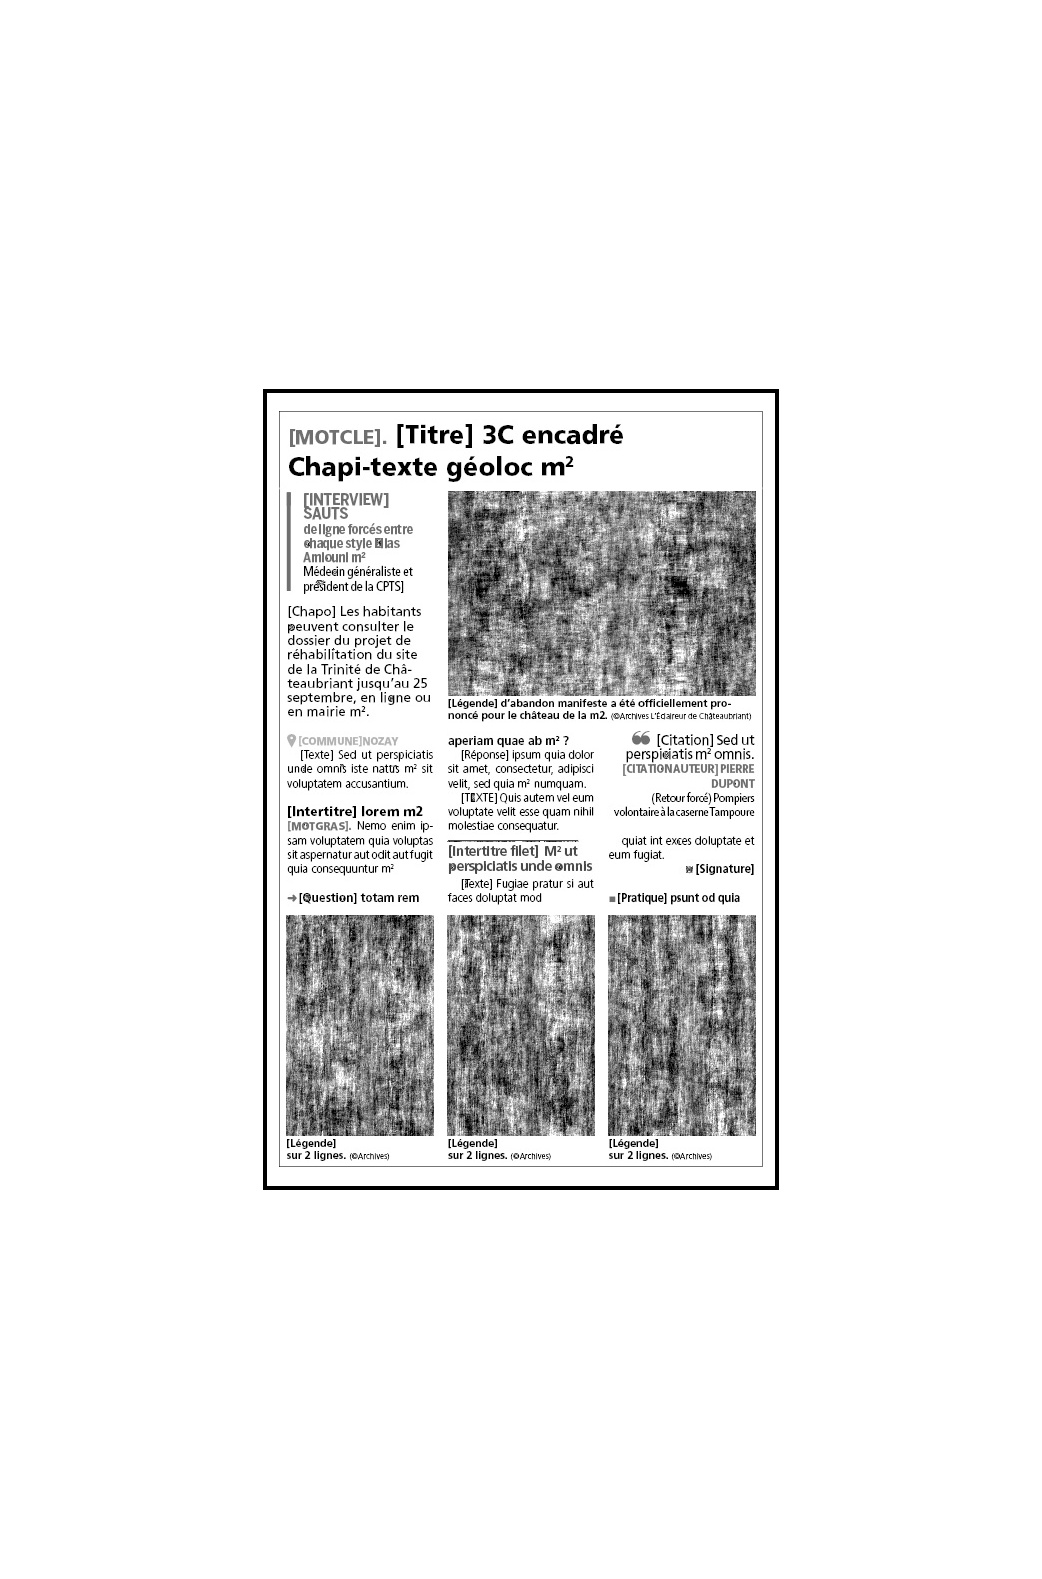 [MOTCLE]. [Titre] 3C encadré
Chapi-texte géoloc m²
[INTERVIEW]
SAUTS
de ligne forcés entre
chaque style Elias
Amiouni m²
Médecin généraliste et
président de la CPTS]
[Chapo] Les habitants
peuvent consulter le
dossier du projet de
réhabilitation du site
de la Trinité de Châ-
teaubriant jusqu’au 25
septembre, en ligne ou
en mairie m².
[Légende] d’abandon manifeste a été officiellement pro-
noncé pour le château de la m2. (©Archives L’Éclaireur de Châteaubriant)
[COMMUNE]NOZAY
[Texte] Sed ut perspiciatis
unde omnis iste natus m² sit
voluptatem accusantium.
[Intertitre] lorem m2
[MOTGRAS]. Nemo enim ip-
sam voluptatem quia voluptas
sit aspernatur aut odit aut fugit
quia consequuntur m²
➜ [Question] totam rem
aperiam quae ab m² ?
[Réponse] ipsum quia dolor
sit amet, consectetur, adipisci
velit, sed quia m² numquam.
[TEXTE] Quis autem vel eum
voluptate velit esse quam nihil
molestiae consequatur.
[Intertitre filet] M² ut
perspiciatis unde omnis
[Texte] Fugiae pratur si aut
faces doluptat mod
❝ [Citation] Sed ut
perspiciatis m² omnis.
[CITATIONAUTEUR] PIERRE
DUPONT
(Retour forcé) Pompiers
volontaire à la caserne Tampoure
quiat int exces doluptate et
eum fugiat.
[Signature]
■ [Pratique] psunt od quia
[Légende]
sur 2 lignes. (©Archives)
[Légende]
sur 2 lignes. (©Archives)
[Légende]
sur 2 lignes. (©Archives)